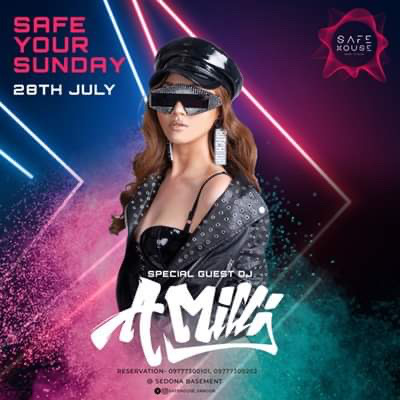 SAFE
YOUR
SUNDAY
28TH JULY
SAFE
HOUSE
SPECIAL GUEST DJ
A Milli
RESERVATION- 09777300101, 09777300202
@ SEDONA BASEMENT